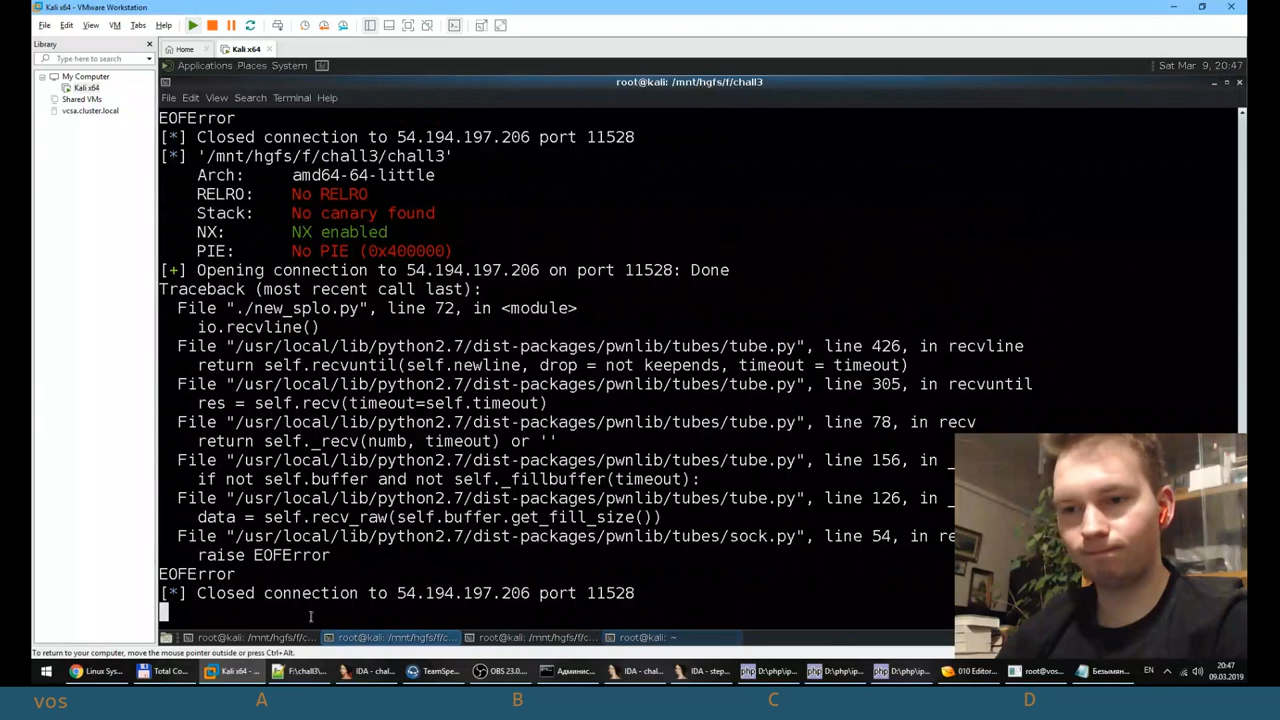 Kali x64 - VMware Workstation
File Edit View VM Tabs Help
Library
Type here to search
My Computer
Kali x64
Shared VMs
vcsa.cluster.local
Home
Kali x64
Applications Places System
Sat Mar 9, 20:47
root@kali: /mnt/hgfs/f/chall3
File Edit View Search Terminal Help
EOFError
[*] Closed connection to 54.194.197.206 port 11528
[*] '/mnt/hgfs/f/chall3/chall3'
Arch: amd64-64-little
RELRO: No RELRO
Stack: No canary found
NX: NX enabled
PIE: No PIE (0x400000)
[+] Opening connection to 54.194.197.206 on port 11528: Done
Traceback (most recent call last):
File "./new_splo.py", line 72, in <module>
io.recvline()
File "/usr/local/lib/python2.7/dist-packages/pwnlib/tubes/tube.py", line 426, in recvline
return self.recvuntil(self.newline, drop = not keepends, timeout = timeout)
File "/usr/local/lib/python2.7/dist-packages/pwnlib/tubes/tube.py", line 305, in recvuntil
res = self.recv(timeout=self.timeout)
File "/usr/local/lib/python2.7/dist-packages/pwnlib/tubes/tube.py", line 78, in recv
return self._recv(numb, timeout) or ''
File "/usr/local/lib/python2.7/dist-packages/pwnlib/tubes/tube.py", line 156, in _
if not self.buffer and not self._fillbuffer(timeout):
File "/usr/local/lib/python2.7/dist-packages/pwnlib/tubes/tube.py", line 126, in _
data = self.recv_raw(self.buffer.get_fill_size())
File "/usr/local/lib/python2.7/dist-packages/pwnlib/tubes/sock.py", line 54, in re
raise EOFError
EOFError
[*] Closed connection to 54.194.197.206 port 11528
root@kali: /mnt/hgfs/f/c... root@kali: /mnt/hgfs/f/c... root@kali: /mnt/hgfs/f/c... root@kali: ~
To return to your computer, move the mouse pointer outside or press Ctrl+Alt.
Linux Sys... Total Co... Kali x64 -... F:\chall3\... IDA - chal... TeamSpe... OBS 23.0... Админис... IDA - chal... IDA - step... D:\php\ip... D:\php\ip... D:\php\ip... 010 Editor... root@vos... Безымян... EN 20:47
09.03.2019
vos A B C D